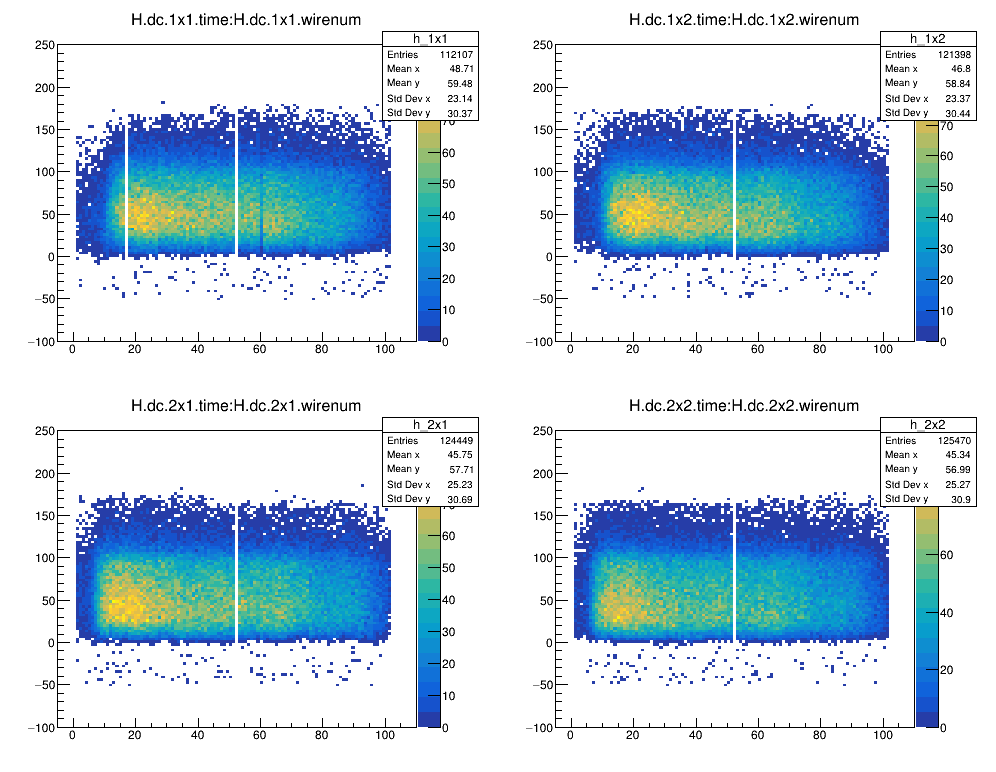 H.dc.1x1.time:H.dc.1x1.wirenum
h_1x1
Entries 112107
Mean x 48.71
Mean y 59.48
Std Dev x 23.14
Std Dev y 30.37
250
200
150
100
50
0
−50
−100
0 20 40 60 80 100
70
60
50
40
30
20
10
0
H.dc.1x2.time:H.dc.1x2.wirenum
h_1x2
Entries 121398
Mean x 46.8
Mean y 58.84
Std Dev x 23.37
Std Dev y 30.44
250
200
150
100
50
0
−50
−100
0 20 40 60 80 100
70
60
50
40
30
20
10
0
H.dc.2x1.time:H.dc.2x1.wirenum
h_2x1
Entries 124449
Mean x 45.75
Mean y 57.71
Std Dev x 25.23
Std Dev y 30.69
250
200
150
100
50
0
−50
−100
0 20 40 60 80 100
70
60
50
40
30
20
10
0
H.dc.2x2.time:H.dc.2x2.wirenum
h_2x2
Entries 125470
Mean x 45.34
Mean y 56.99
Std Dev x 25.27
Std Dev y 30.9
250
200
150
100
50
0
−50
−100
0 20 40 60 80 100
60
40
20
0